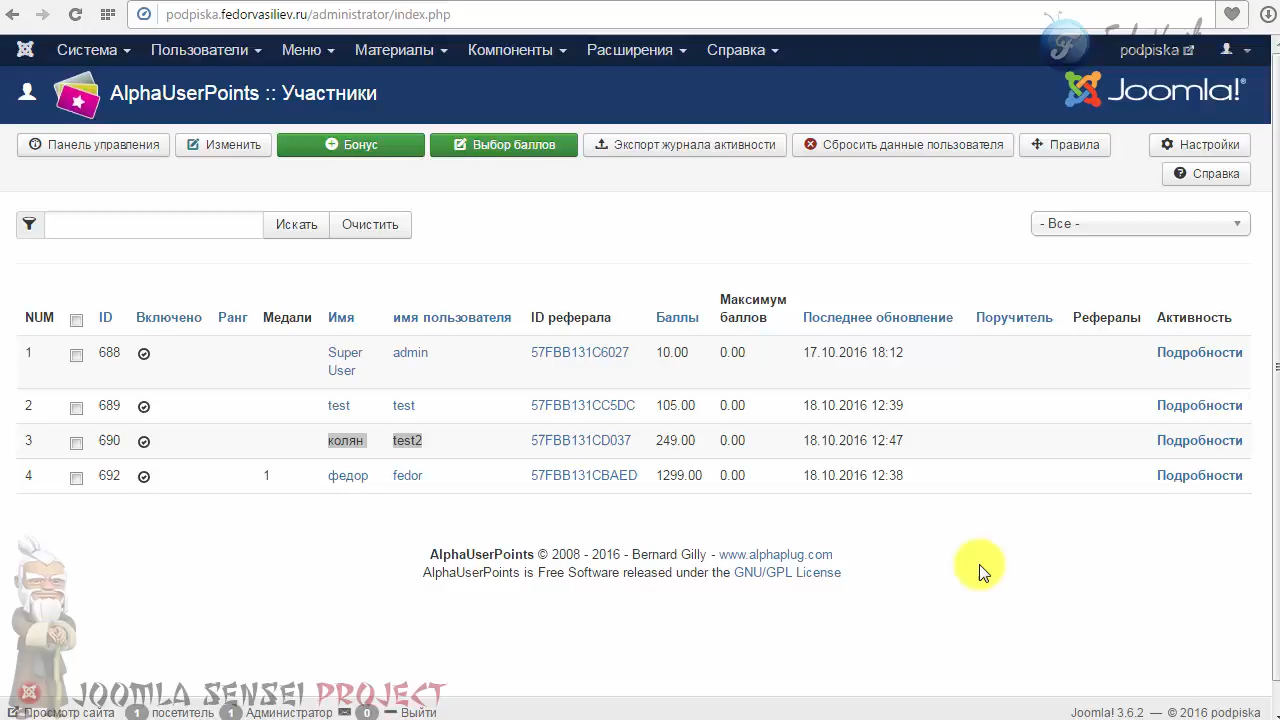 podpiska.fedorvasiliev.ru/administrator/index.php
Система Пользователи Меню Материалы Компоненты Расширения Справка podpiska
AlphaUserPoints :: Участники
Joomla!®
Панель управления Изменить Бонус Выбор баллов Экспорт журнала активности Сбросить данные пользователя Правила Настройки
Справка
Искать Очистить - Все -
NUM ID Включено Ранг Медали Имя имя пользователя ID реферала Баллы Максимум баллов Последнее обновление Поручитель Рефералы Активность
1 688 Super User admin 57FBB131C6027 10.00 0.00 17.10.2016 18:12 Подробности
2 689 test test 57FBB131CC5DC 105.00 0.00 18.10.2016 12:39 Подробности
3 690 колян test2 57FBB131CD037 249.00 0.00 18.10.2016 12:47 Подробности
4 692 1 федор fedor 57FBB131CBAED 1299.00 0.00 18.10.2016 12:38 Подробности
AlphaUserPoints © 2008 - 2016 - Bernard Gilly - www.alphaplug.com
AlphaUserPoints is Free Software released under the GNU/GPL License
JOOMLA SENSEI PROJECT
Просмотр сайта 1 посетитель 1 Администратор 0 Выйти Joomla! 3.6.2 — © 2016 podpiska